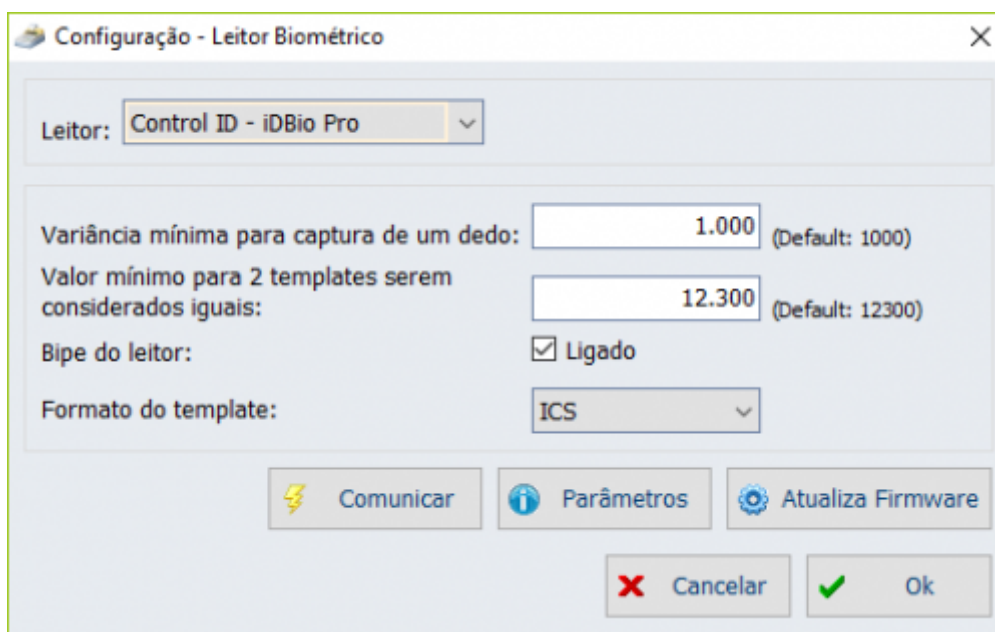 Configuração - Leitor Biométrico
Leitor: Control ID - iDBio Pro
Variância mínima para captura de um dedo: 1.000 (Default: 1000)
Valor mínimo para 2 templates serem
considerados iguais: 12.300 (Default: 12300)
Bipe do leitor: Ligado
Formato do template: ICS
Comunicar Parâmetros Atualiza Firmware
Cancelar Ok